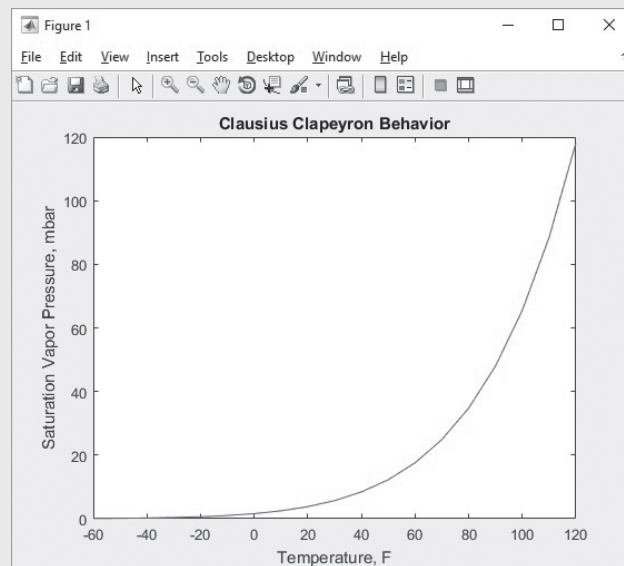 Figure 1
File Edit View Insert Tools Desktop Window Help
Clausius Clapeyron Behavior
Saturation Vapor Pressure, mbar
120
100
80
60
40
20
0
-60 -40 -20 0 20 40 60 80 100 120
Temperature, F